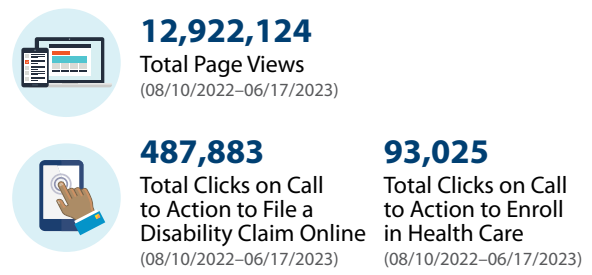 12,922,124
Total Page Views
(08/10/2022–06/17/2023)
487,883
Total Clicks on Call
to Action to File a
Disability Claim Online
(08/10/2022–06/17/2023)
93,025
Total Clicks on Call
to Action to Enroll
in Health Care
(08/10/2022–06/17/2023)